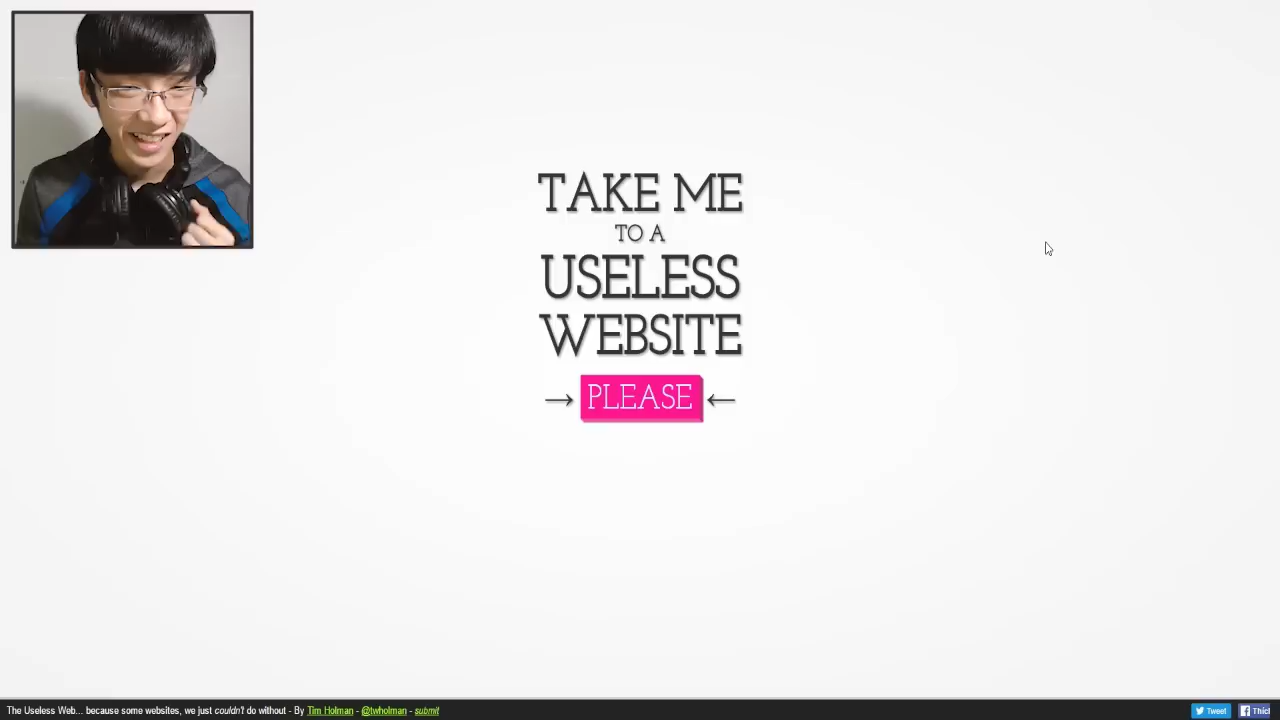 TAKE ME
TO A
USELESS
WEBSITE
→ PLEASE ←
The Useless Web... because some websites, we just couldn't do without - By Tim Holman - @twholman - submit
Tweet
Thíc